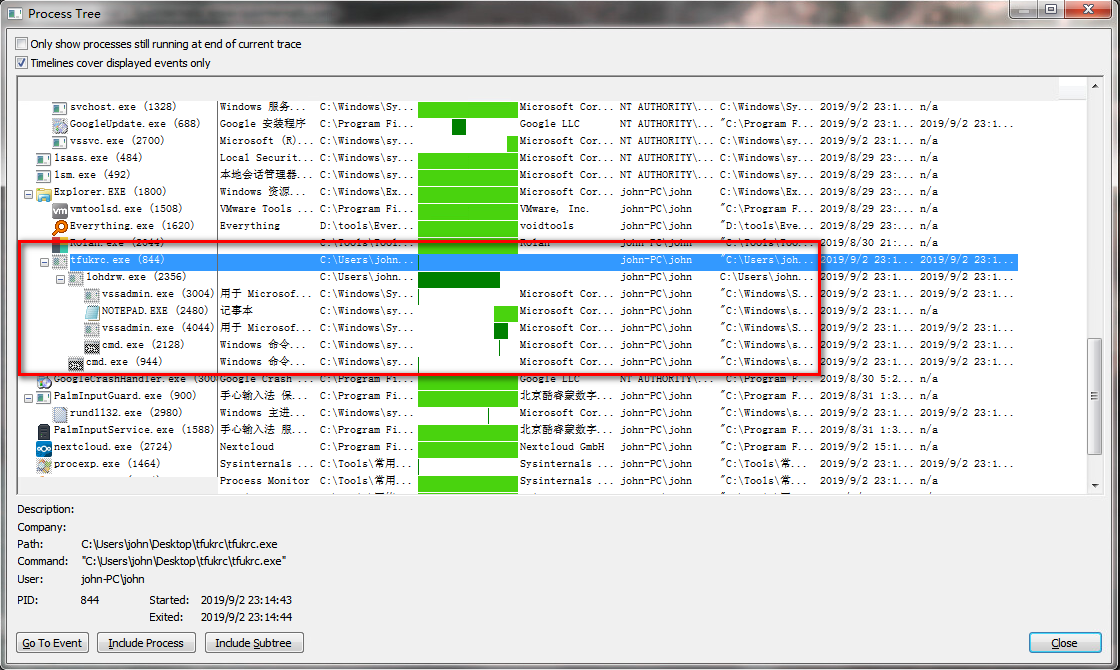 Process Tree
Only show processes still running at end of current trace
Timelines cover displayed events only
svchost.exe (1328) Windows 服务... C:\Windows\Sy... Microsoft Cor... NT AUTHORITY\... C:\Windows\Sy... 2019/9/2 23:1... n/a
GoogleUpdate.exe (688) Google 安装程序 C:\Program Fi... Google LLC NT AUTHORITY\... "C:\Program F... 2019/9/2 23:1... 2019/9/2 23:1...
vssvc.exe (2700) Microsoft (R)... C:\Windows\sy... Microsoft Cor... NT AUTHORITY\... C:\Windows\sy... 2019/9/2 23:1... n/a
lsass.exe (484) Local Securit... C:\Windows\sy... Microsoft Cor... NT AUTHORITY\... C:\Windows\sy... 2019/8/29 23:... n/a
lsm.exe (492) 本地会话管理器... C:\Windows\sy... Microsoft Cor... NT AUTHORITY\... C:\Windows\sy... 2019/8/29 23:... n/a
Explorer.EXE (1800) Windows 资源... C:\Windows\Ex... Microsoft Cor... john-PC\john C:\Windows\Ex... 2019/8/29 23:... n/a
vmtoolsd.exe (1508) VMware Tools ... C:\Program Fi... VMware, Inc. john-PC\john "C:\Program F... 2019/8/29 23:... n/a
Everything.exe (1620) Everything D:\tools\Ever... voidtools john-PC\john "D:\tools\Eve... 2019/8/29 23:... n/a
Rolan.exe (2044) Rolan C:\Tools\Tool... Rolan john-PC\john "C:\Tools\Too... 2019/8/30 21:... n/a
tfukrc.exe (844) C:\Users\john... john-PC\john "C:\Users\joh... 2019/9/2 23:1... 2019/9/2 23:1...
lohdrw.exe (2356) C:\Users\john... john-PC\john C:\Users\john... 2019/9/2 23:1... 2019/9/2 23:1...
vssadmin.exe (3004) 用于 Microsof... C:\Windows\Sy... Microsoft Cor... john-PC\john "C:\Windows\S... 2019/9/2 23:1... 2019/9/2 23:1...
NOTEPAD.EXE (2480) 记事本 C:\Windows\sy... Microsoft Cor... john-PC\john "C:\Windows\s... 2019/9/2 23:1... n/a
vssadmin.exe (4044) 用于 Microsof... C:\Windows\Sy... Microsoft Cor... john-PC\john "C:\Windows\S... 2019/9/2 23:1... 2019/9/2 23:1...
cmd.exe (2128) Windows 命令... C:\Windows\sy... Microsoft Cor... john-PC\john "C:\Windows\s... 2019/9/2 23:1... 2019/9/2 23:1...
cmd.exe (944) Windows 命令... C:\Windows\sy... Microsoft Cor... john-PC\john "C:\Windows\s... 2019/9/2 23:1... 2019/9/2 23:1...
GoogleCrashHandler.exe (300 Google Crash ... C:\Program Fi... Google LLC NT AUTHORITY\... "C:\Program F... 2019/8/30 5:2... n/a
PalmInputGuard.exe (900) 手心输入法 保... C:\Program Fi... 北京酷睿蒙数字... john-PC\john "C:\Program F... 2019/8/31 1:3... n/a
rundll32.exe (2980) Windows 主进... C:\Windows\sy... Microsoft Cor... john-PC\john "C:\Windows\s... 2019/9/2 23:1... 2019/9/2 23:1...
PalmInputService.exe (1588) 手心输入法 服... C:\Program Fi... 北京酷睿蒙数字... john-PC\john "C:\Program F... 2019/8/31 1:3... n/a
nextcloud.exe (2724) Nextcloud C:\Program Fi... Nextcloud GmbH john-PC\john "C:\Program F... 2019/9/2 15:1... n/a
procexp.exe (1464) Sysinternals ... C:\Tools\常用... Sysinternals ... john-PC\john "C:\Tools\常... 2019/9/2 23:1... 2019/9/2 23:1...
Process Monitor C:\Tools\常用... Sysinternals ... john-PC\john "C:\Tools\常... 2019/9/2 23:1... n/a
Description:
Company:
Path: C:\Users\john\Desktop\tfukrc\tfukrc.exe
Command: "C:\Users\john\Desktop\tfukrc\tfukrc.exe"
User: john-PC\john
PID: 844 Started: 2019/9/2 23:14:43
Exited: 2019/9/2 23:14:44
Go To Event Include Process Include Subtree Close